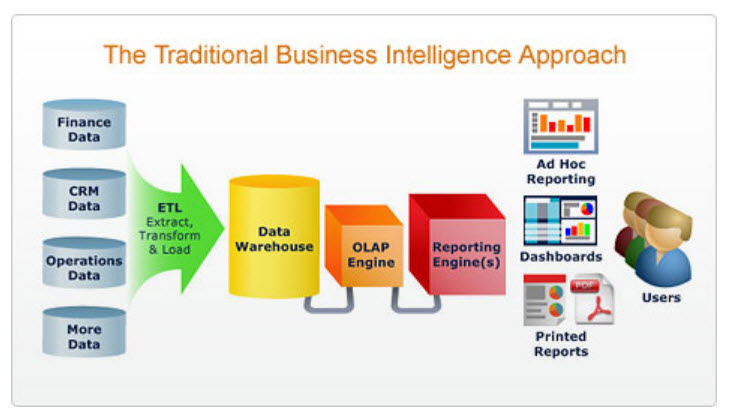 The Traditional Business Intelligence Approach
Finance
Data
CRM
Data
Operations
Data
More
Data
ETL
Extract,
Transform
& Load
Data
Warehouse
OLAP
Engine
Reporting
Engine(s)
Ad Hoc
Reporting
Dashboards
PDF
Printed
Reports
Users